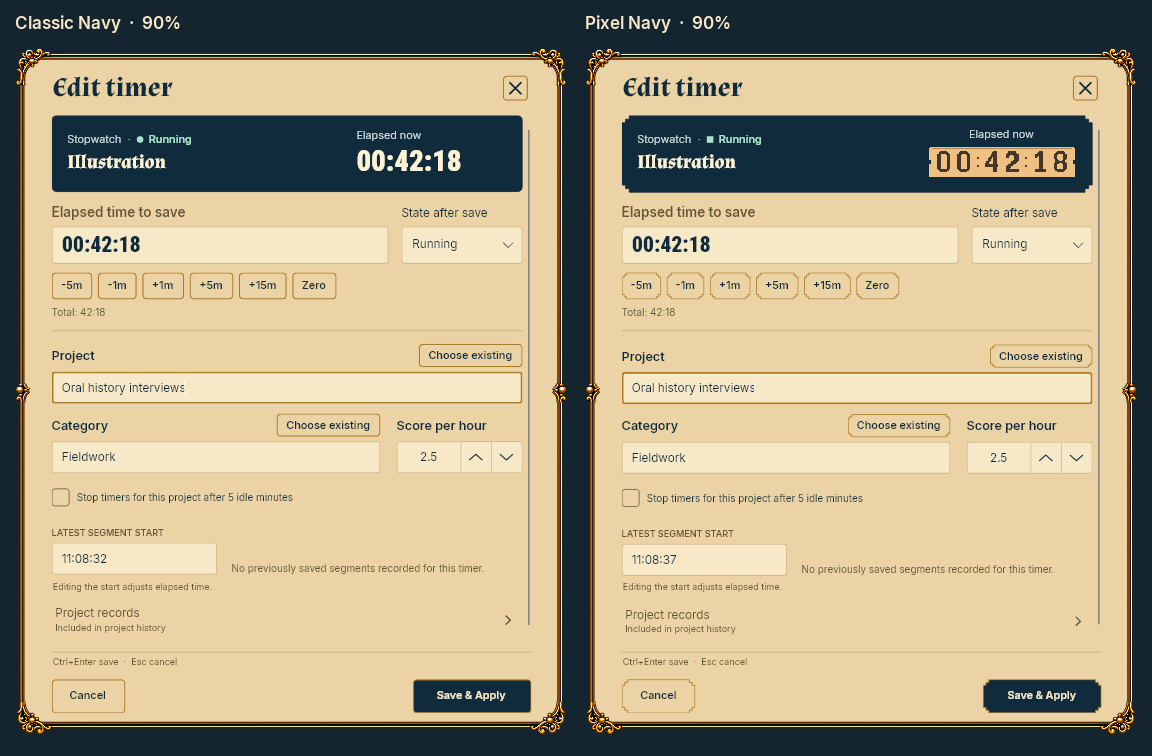 Classic Navy · 90%
Edit timer
Stopwatch · Running
Illustration
Elapsed now
00:42:18
Elapsed time to save
State after save
00:42:18
Running
-5m -1m +1m +5m +15m Zero
Total: 42:18
Project
Choose existing
Oral history interviews
Category
Choose existing
Score per hour
Fieldwork
2.5
Stop timers for this project after 5 idle minutes
LATEST SEGMENT START
11:08:32
No previously saved segments recorded for this timer.
Editing the start adjusts elapsed time.
Project records
Included in project history
Ctrl+Enter save · Esc cancel
Cancel
Save & Apply
Pixel Navy · 90%
Edit timer
Stopwatch · Running
Illustration
Elapsed now
00:42:18
Elapsed time to save
State after save
00:42:18
Running
-5m -1m +1m +5m +15m Zero
Total: 42:18
Project
Choose existing
Oral history interviews
Category
Choose existing
Score per hour
Fieldwork
2.5
Stop timers for this project after 5 idle minutes
LATEST SEGMENT START
11:08:37
No previously saved segments recorded for this timer.
Editing the start adjusts elapsed time.
Project records
Included in project history
Ctrl+Enter save · Esc cancel
Cancel
Save & Apply